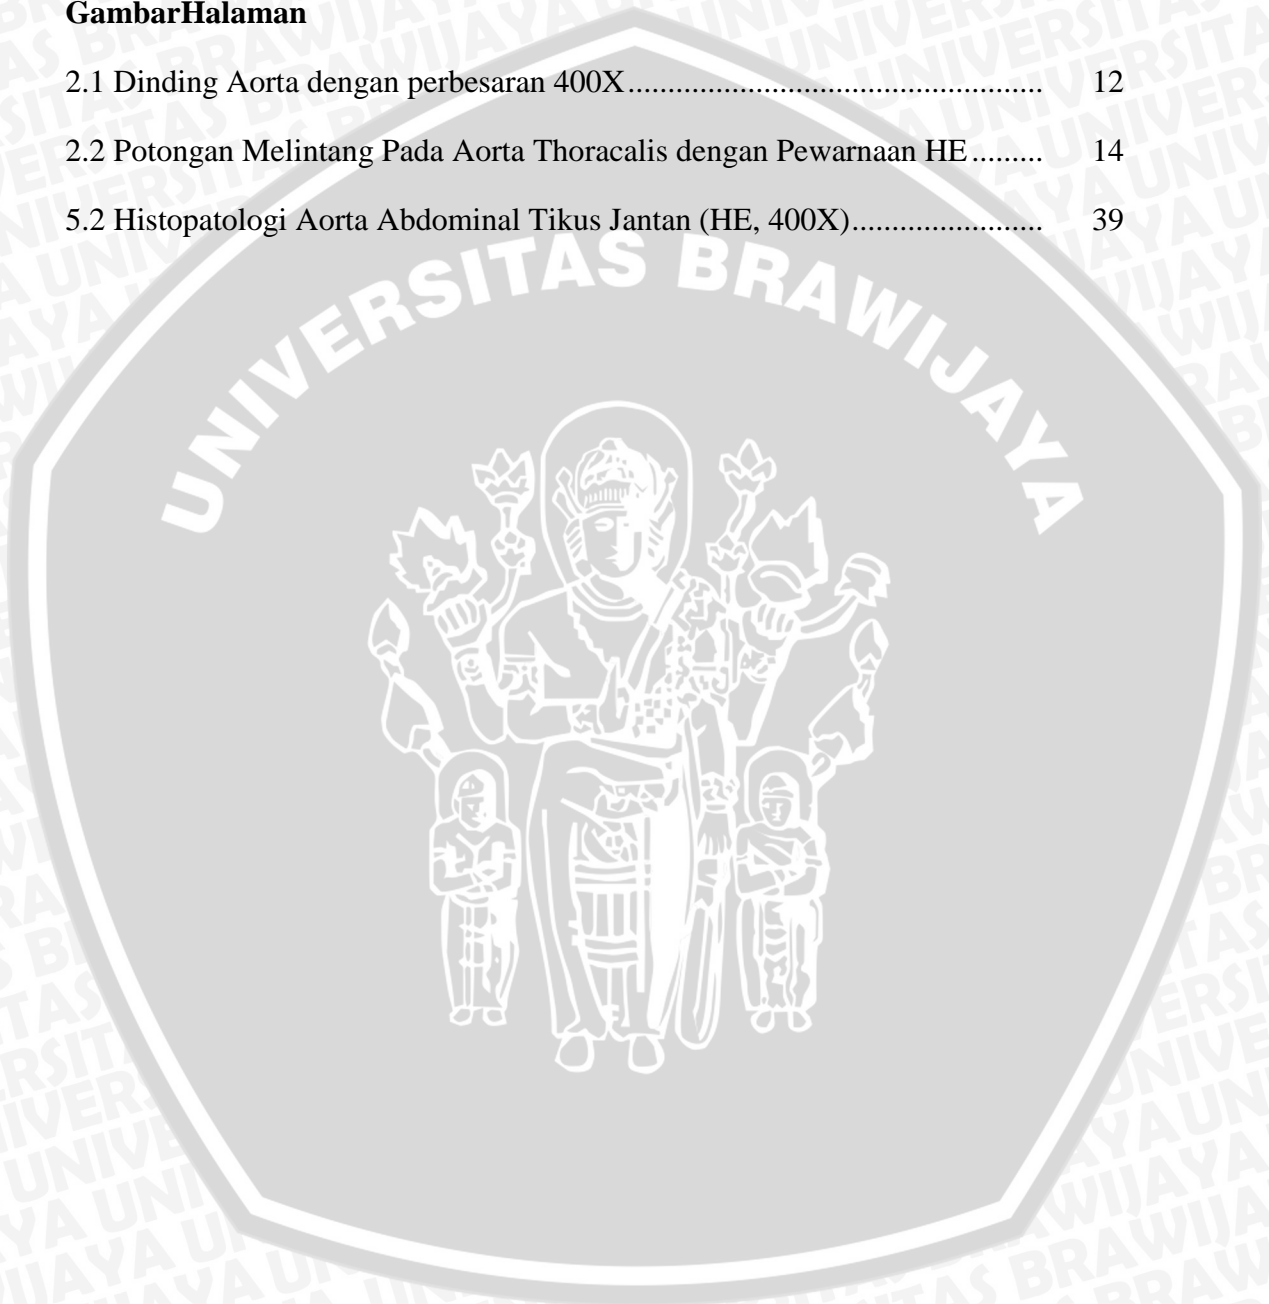 GambarHalaman
2.1 Dinding Aorta dengan perbesaran 400X.................................................... 12
2.2 Potongan Melintang Pada Aorta Thoracalis dengan Pewarnaan HE......... 14
5.2 Histopatologi Aorta Abdominal Tikus Jantan (HE, 400X)........................ 39
UNIVERSITAS BRAWIJAYA